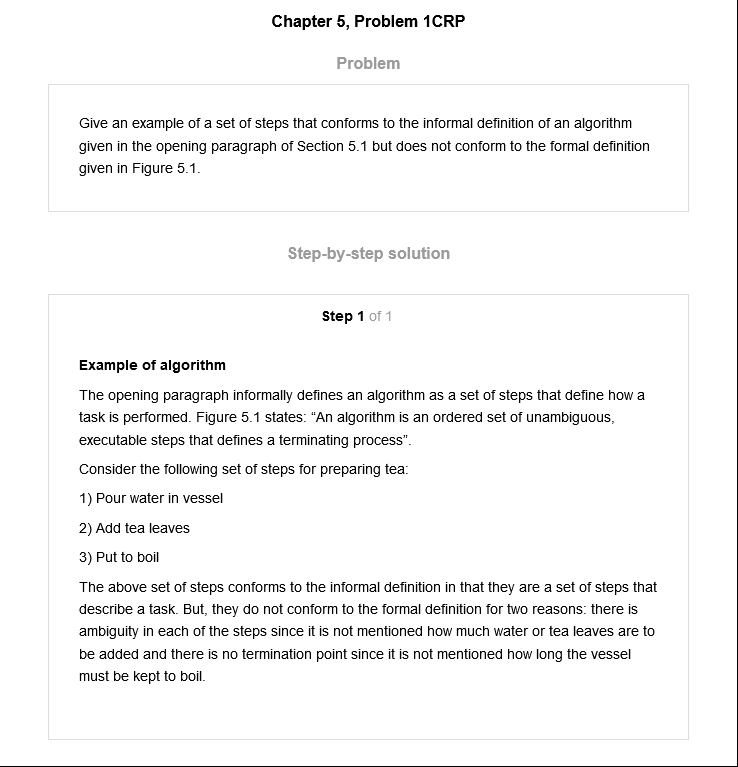 Chapter 5, Problem 1CRP
Problem
Give an example of a set of steps that conforms to the informal definition of an algorithm
given in the opening paragraph of Section 5.1 but does not conform to the formal definition
given in Figure 5.1.
Step-by-step solution
Step 1 of 1
Example of algorithm
The opening paragraph informally defines an algorithm as a set of steps that define how a
task is performed. Figure 5.1 states: “An algorithm is an ordered set of unambiguous,
executable steps that defines a terminating process”.
Consider the following set of steps for preparing tea:
1) Pour water in vessel
2) Add tea leaves
3) Put to boil
The above set of steps conforms to the informal definition in that they are a set of steps that
describe a task. But, they do not conform to the formal definition for two reasons: there is
ambiguity in each of the steps since it is not mentioned how much water or tea leaves are to
be added and there is no termination point since it is not mentioned how long the vessel
must be kept to boil.